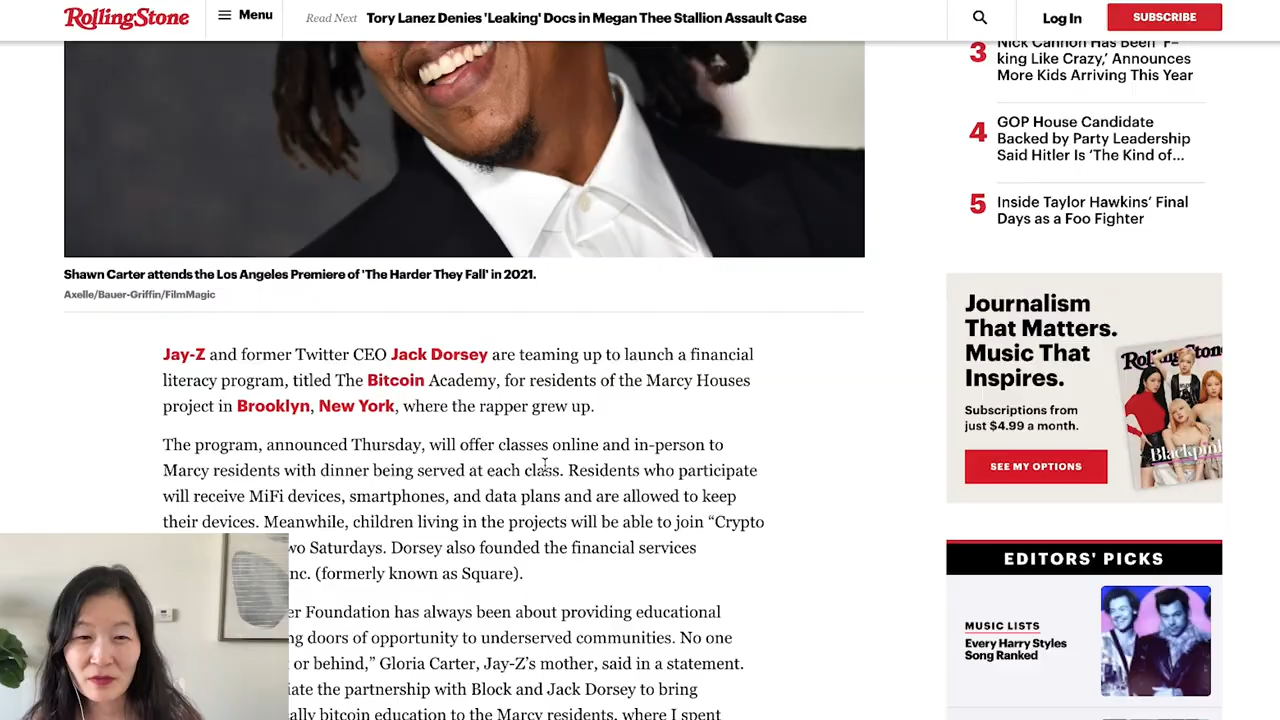 RollingStone
Menu
Read Next Tory Lanez Denies 'Leaking' Docs in Megan Thee Stallion Assault Case
Log In
SUBSCRIBE
3 Nick Cannon Has Been 'F–
king Like Crazy,' Announces
More Kids Arriving This Year
4 GOP House Candidate
Backed by Party Leadership
Said Hitler Is 'The Kind of...
5 Inside Taylor Hawkins' Final
Days as a Foo Fighter
Shawn Carter attends the Los Angeles Premiere of 'The Harder They Fall' in 2021.
Axelle/Bauer-Griffin/FilmMagic
Jay-Z and former Twitter CEO Jack Dorsey are teaming up to launch a financial
literacy program, titled The Bitcoin Academy, for residents of the Marcy Houses
project in Brooklyn, New York, where the rapper grew up.
The program, announced Thursday, will offer classes online and in-person to
Marcy residents with dinner being served at each class. Residents who participate
will receive MiFi devices, smartphones, and data plans and are allowed to keep
their devices. Meanwhile, children living in the projects will be able to join “Crypto
wo Saturdays. Dorsey also founded the financial services
nc. (formerly known as Square).
er Foundation has always been about providing educational
ng doors of opportunity to underserved communities. No one
t or behind,” Gloria Carter, Jay-Z’s mother, said in a statement.
iate the partnership with Block and Jack Dorsey to bring
ally bitcoin education to the Marcy residents, where I spent
Journalism
That Matters.
Music That
Inspires.
Subscriptions from
just $4.99 a month.
SEE MY OPTIONS
RollingStone
Blackpink
EDITORS' PICKS
MUSIC LISTS
Every Harry Styles
Song Ranked